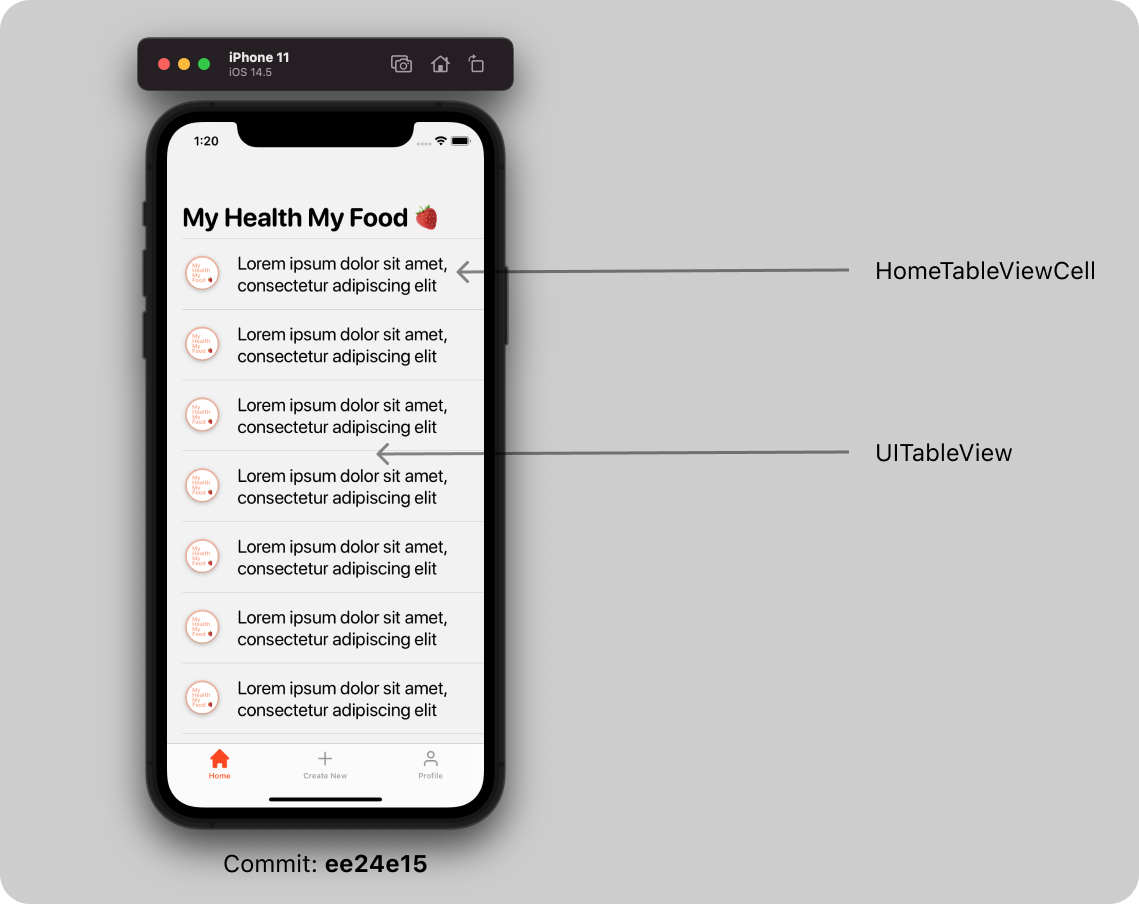 iPhone 11
iOS 14.5
1:20
My Health My Food 🍓
My
Health
My
Food
Lorem ipsum dolor sit amet,
consectetur adipiscing elit
HomeTableViewCell
My
Health
My
Food
Lorem ipsum dolor sit amet,
consectetur adipiscing elit
My
Health
My
Food
Lorem ipsum dolor sit amet,
consectetur adipiscing elit
UITableView
My
Health
My
Food
Lorem ipsum dolor sit amet,
consectetur adipiscing elit
My
Health
My
Food
Lorem ipsum dolor sit amet,
consectetur adipiscing elit
My
Health
My
Food
Lorem ipsum dolor sit amet,
consectetur adipiscing elit
My
Health
My
Food
Lorem ipsum dolor sit amet,
consectetur adipiscing elit
Home
Create New
Profile
Commit: ee24e15